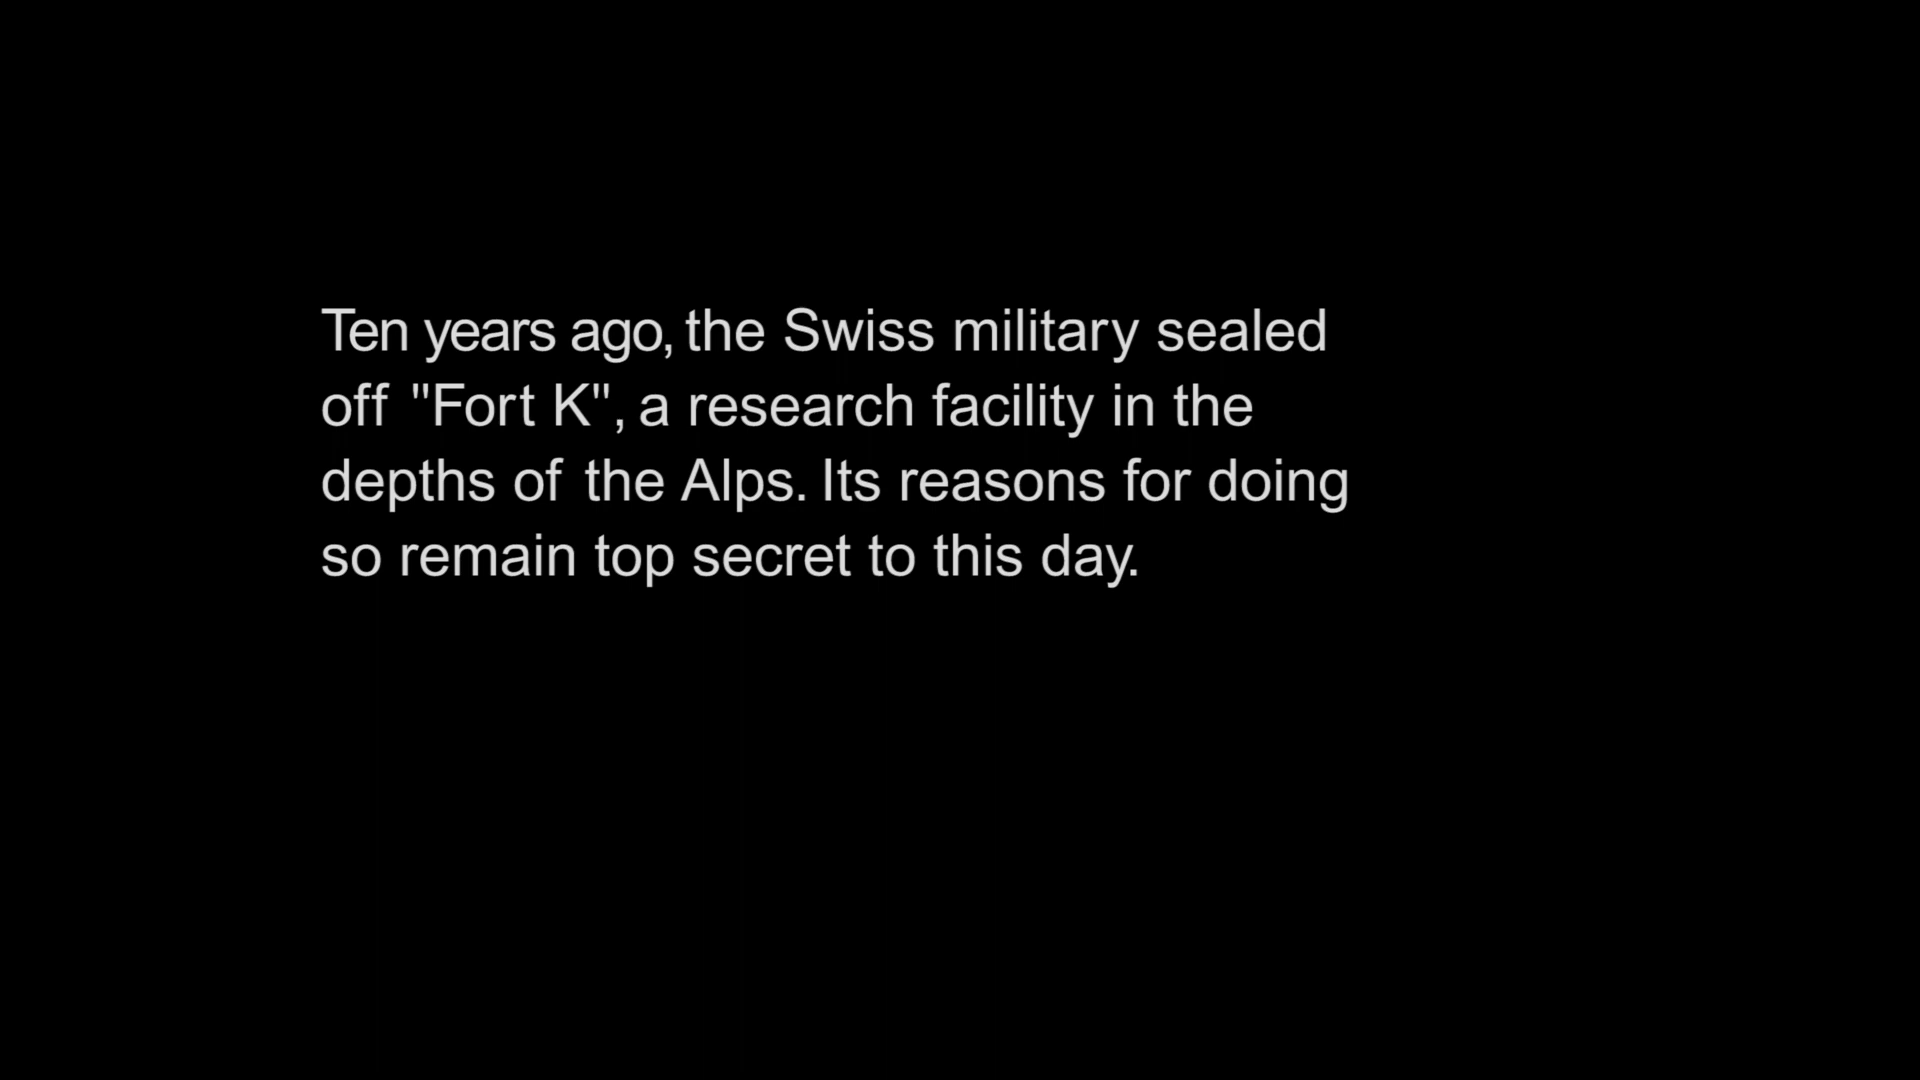 Ten years ago, the Swiss military sealed
off "Fort K", a research facility in the
depths of the Alps. Its reasons for doing
so remain top secret to this day.